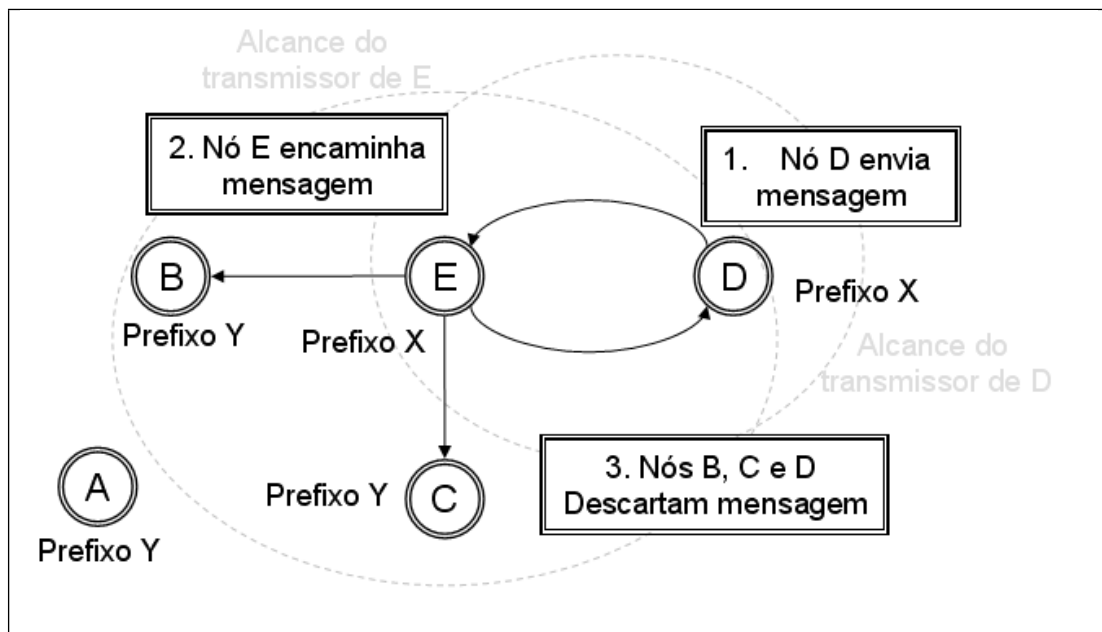 Alcance do
transmissor de E
2. Nó E encaminha
mensagem
1. Nó D envia
mensagem
B
E
D
Prefixo X
Prefixo Y
Prefixo X
Alcance do
transmissor de D
3. Nós B, C e D
Descartam mensagem
A
Prefixo Y
C
Prefixo Y